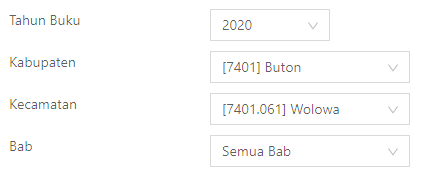 Tahun Buku 2020
Kabupaten [7401] Buton
Kecamatan [7401.061] Wolowa
Bab Semua Bab